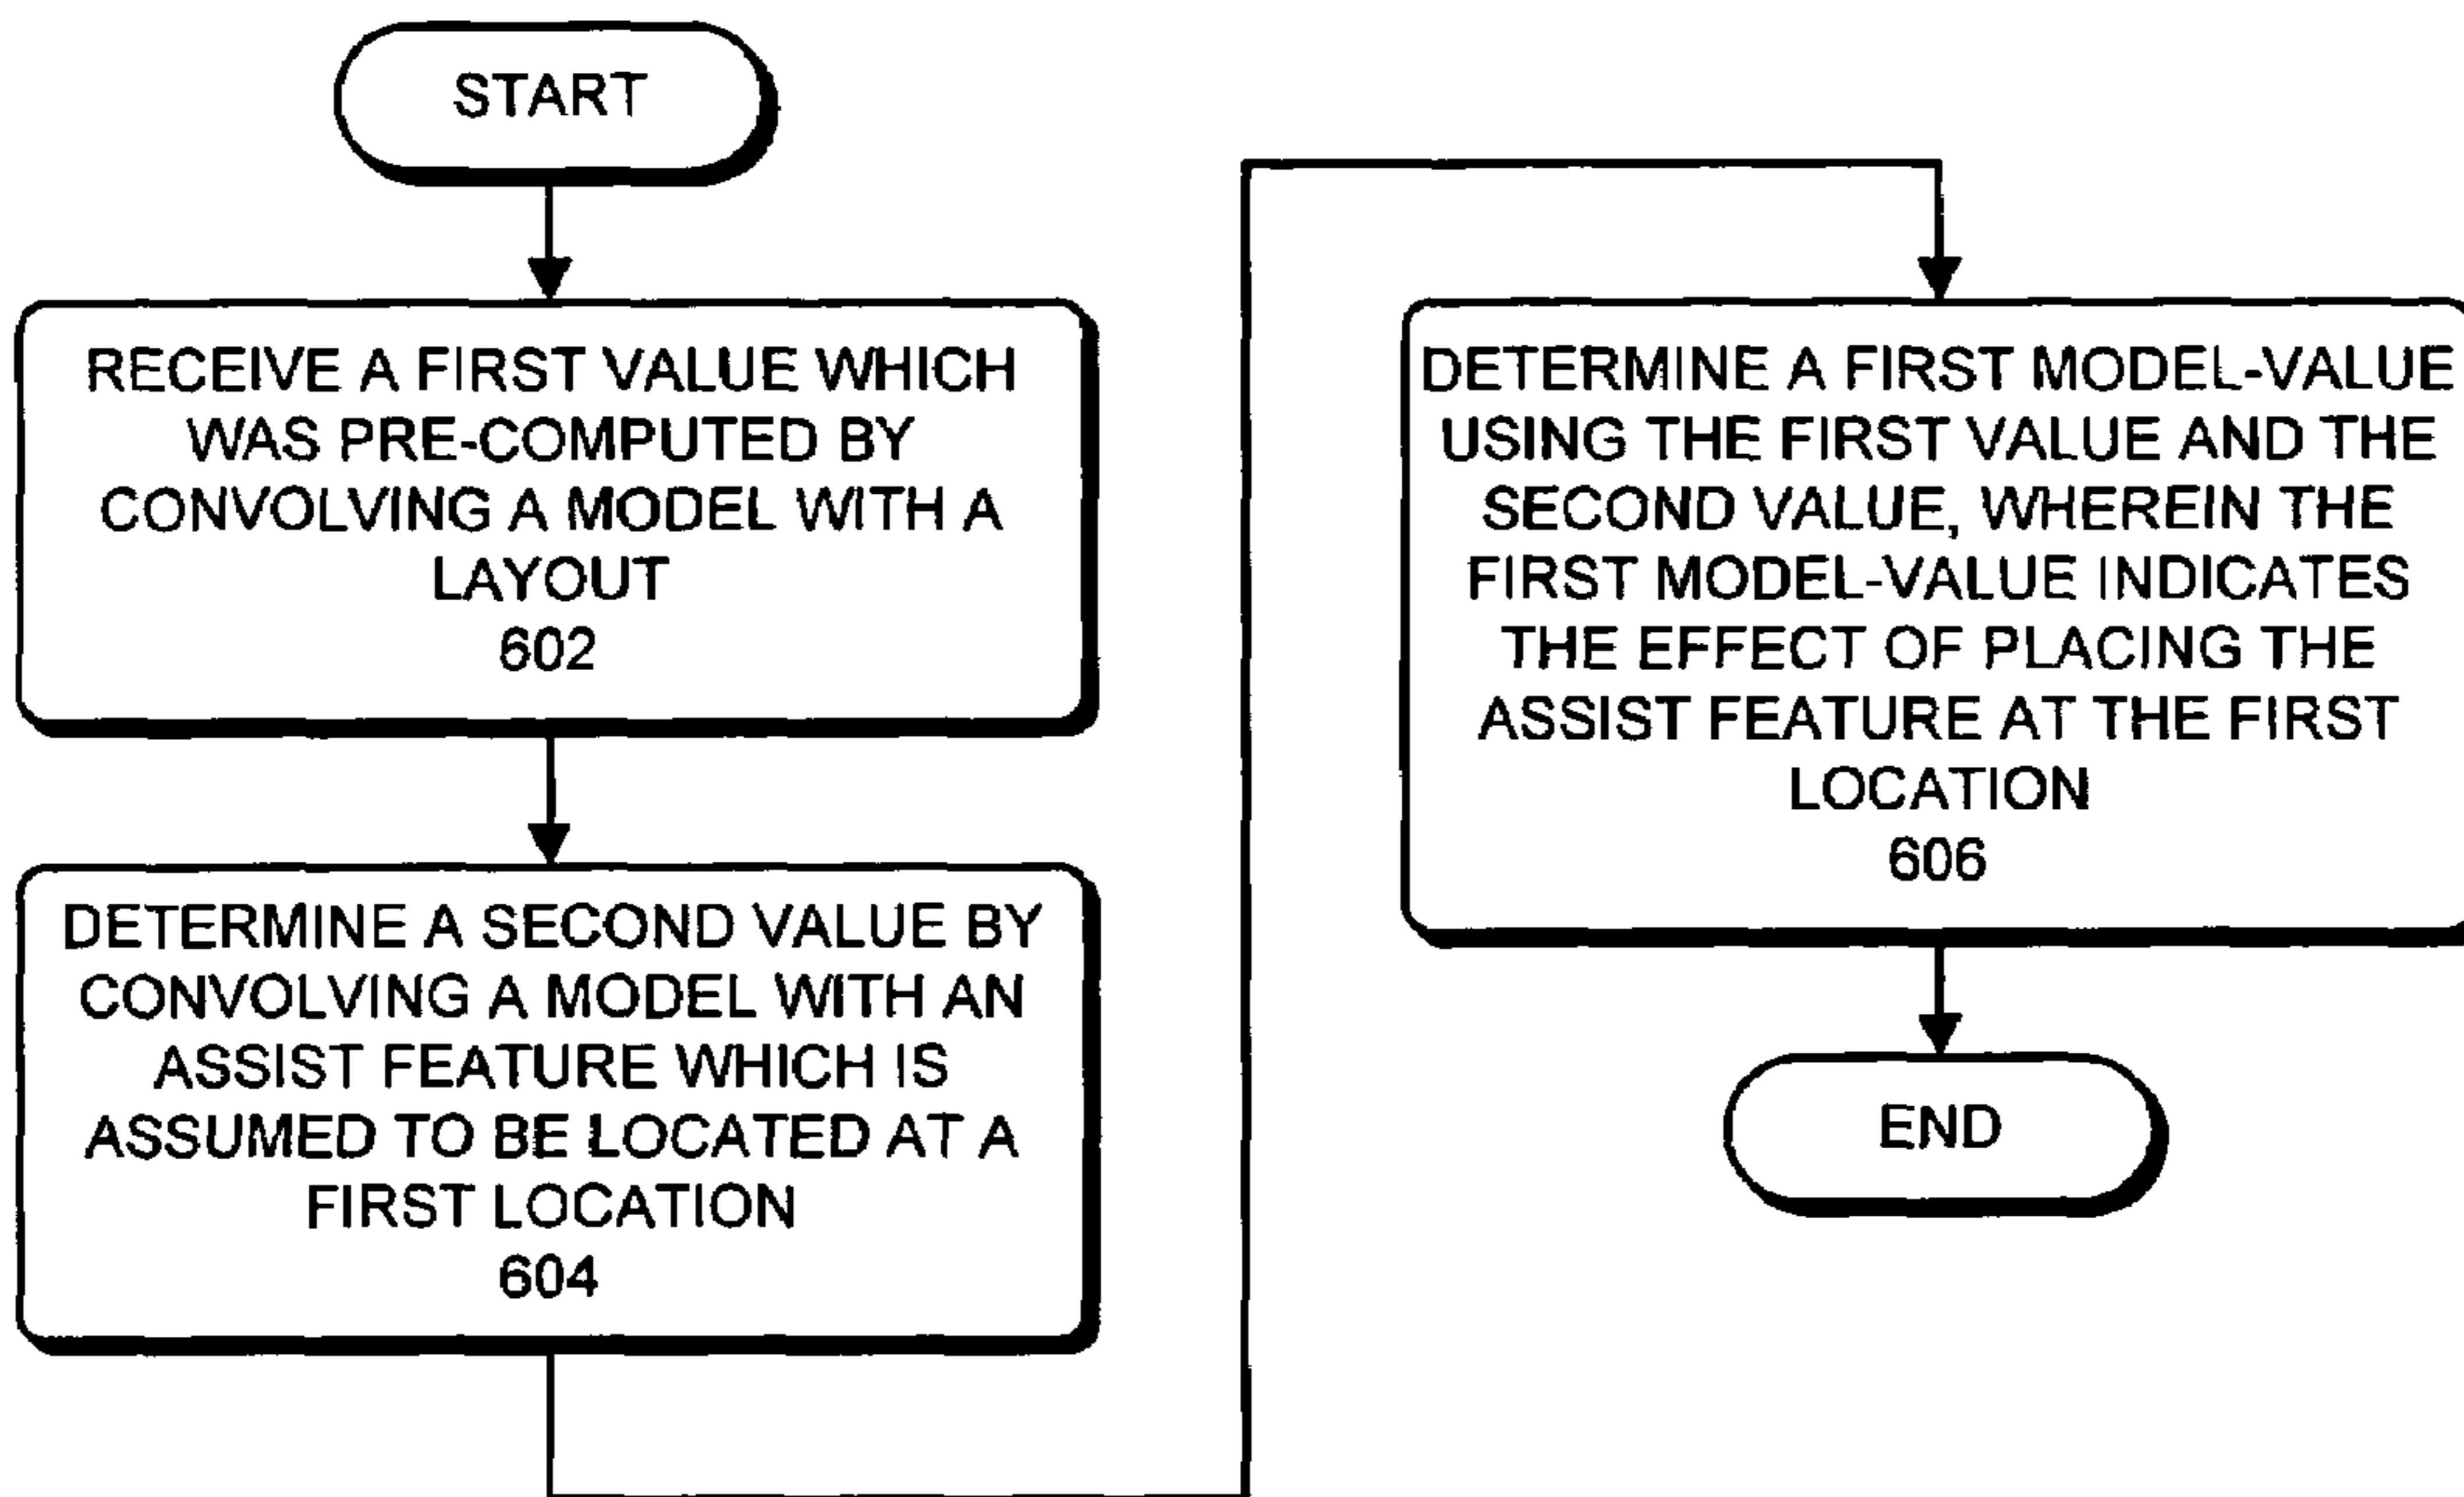 START
RECEIVE A FIRST VALUE WHICH
WAS PRE-COMPUTED BY
CONVOLVING A MODEL WITH A
LAYOUT
602
DETERMINE A SECOND VALUE BY
CONVOLVING A MODEL WITH AN
ASSIST FEATURE WHICH IS
ASSUMED TO BE LOCATED AT A
FIRST LOCATION
604
DETERMINE A FIRST MODEL-VALUE
USING THE FIRST VALUE AND THE
SECOND VALUE, WHEREIN THE
FIRST MODEL-VALUE INDICATES
THE EFFECT OF PLACING THE
ASSIST FEATURE AT THE FIRST
LOCATION
606
END